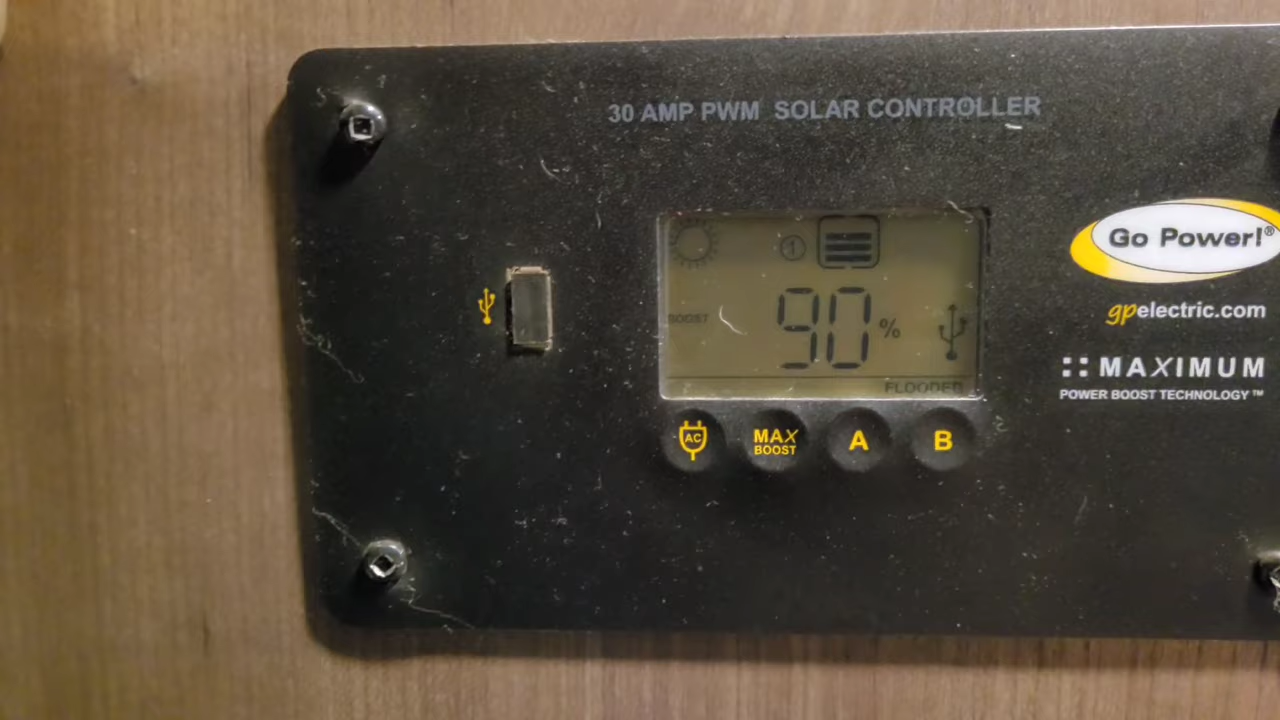 30 AMP PWM SOLAR CONTROLLER
Go Power!®
gpelectric.com
MAXIMUM
POWER BOOST TECHNOLOGY™
1
BOOST
90%
FLOODED
AC
MAX
BOOST
A
B